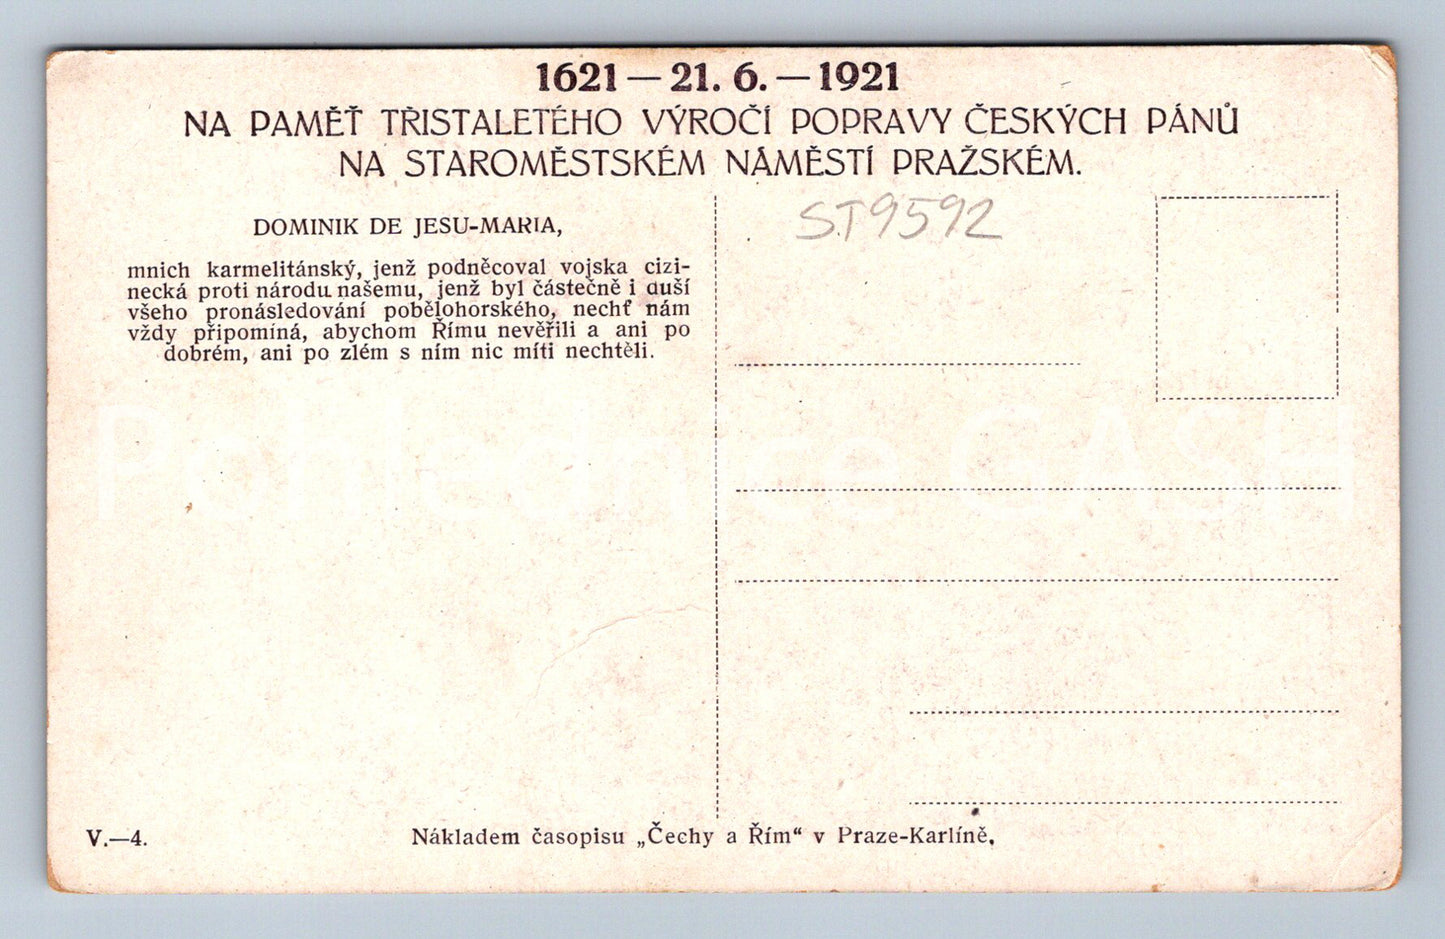 1621 — 21. 6. — 1921
NA PAMĚŤ TŘISTALETÉHO VÝROČÍ POPRAVY ČESKÝCH PÁNŮ
NA STAROMĚSTSKÉM NÁMĚSTÍ PRAŽSKÉM.
ST9592
DOMINIK DE JESU-MARIA,
mnich karmelitánský, jenž podněcoval vojska cizi-
necká proti národu našemu, jenž byl částečně i duší
všeho pronásledování pobělohorského, nechť nám
vždy připomíná, abychom Římu nevěřili a ani po
dobrém, ani po zlém s ním nic míti nechtěli.
Pohlednice GASH
V.—4.
Nákladem časopisu „Čechy a Řím“ v Praze-Karlíně.